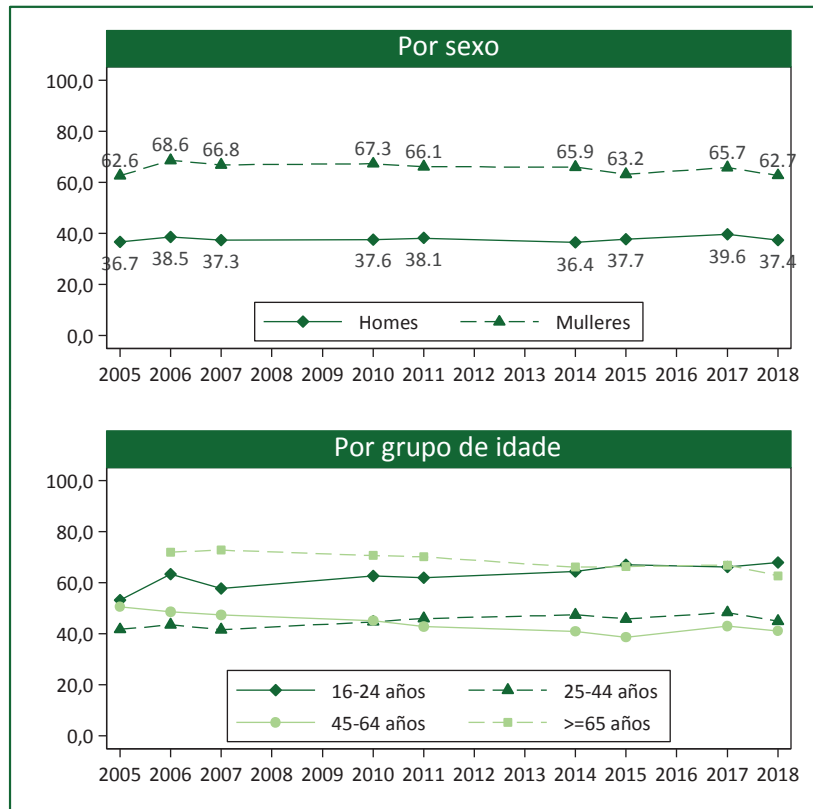 Por sexo
100,0
80,0
60,0
40,0
20,0
0,0
62.6 68.6 66.8 67.3 66.1 65.9 63.2 65.7 62.7
36.7 38.5 37.3 37.6 38.1 36.4 37.7 39.6 37.4
Homes Mulleres
2005 2006 2007 2008 2009 2010 2011 2012 2013 2014 2015 2016 2017 2018
Por grupo de idade
100,0
80,0
60,0
40,0
20,0
0,0
16-24 años 25-44 años
45-64 años >=65 años
2005 2006 2007 2008 2009 2010 2011 2012 2013 2014 2015 2016 2017 2018